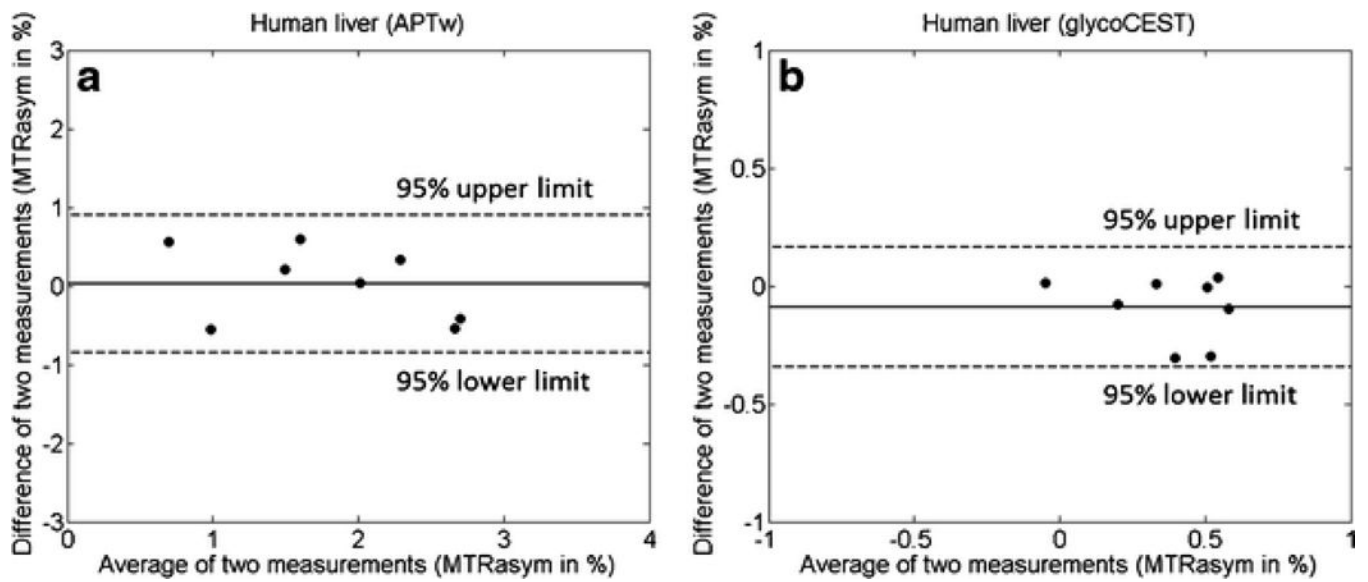 Human liver (APTw)
a
Difference of two measurements (MTRasym in %)
3
2
1
0
-1
-2
-3
95% upper limit
95% lower limit
0 1 2 3 4
Average of two measurements (MTRasym in %)
Human liver (glycoCEST)
b
Difference of two measurements (MTRasym in %)
1
0.5
0
-0.5
-1
95% upper limit
95% lower limit
-1 -0.5 0 0.5 1
Average of two measurements (MTRasym in %)